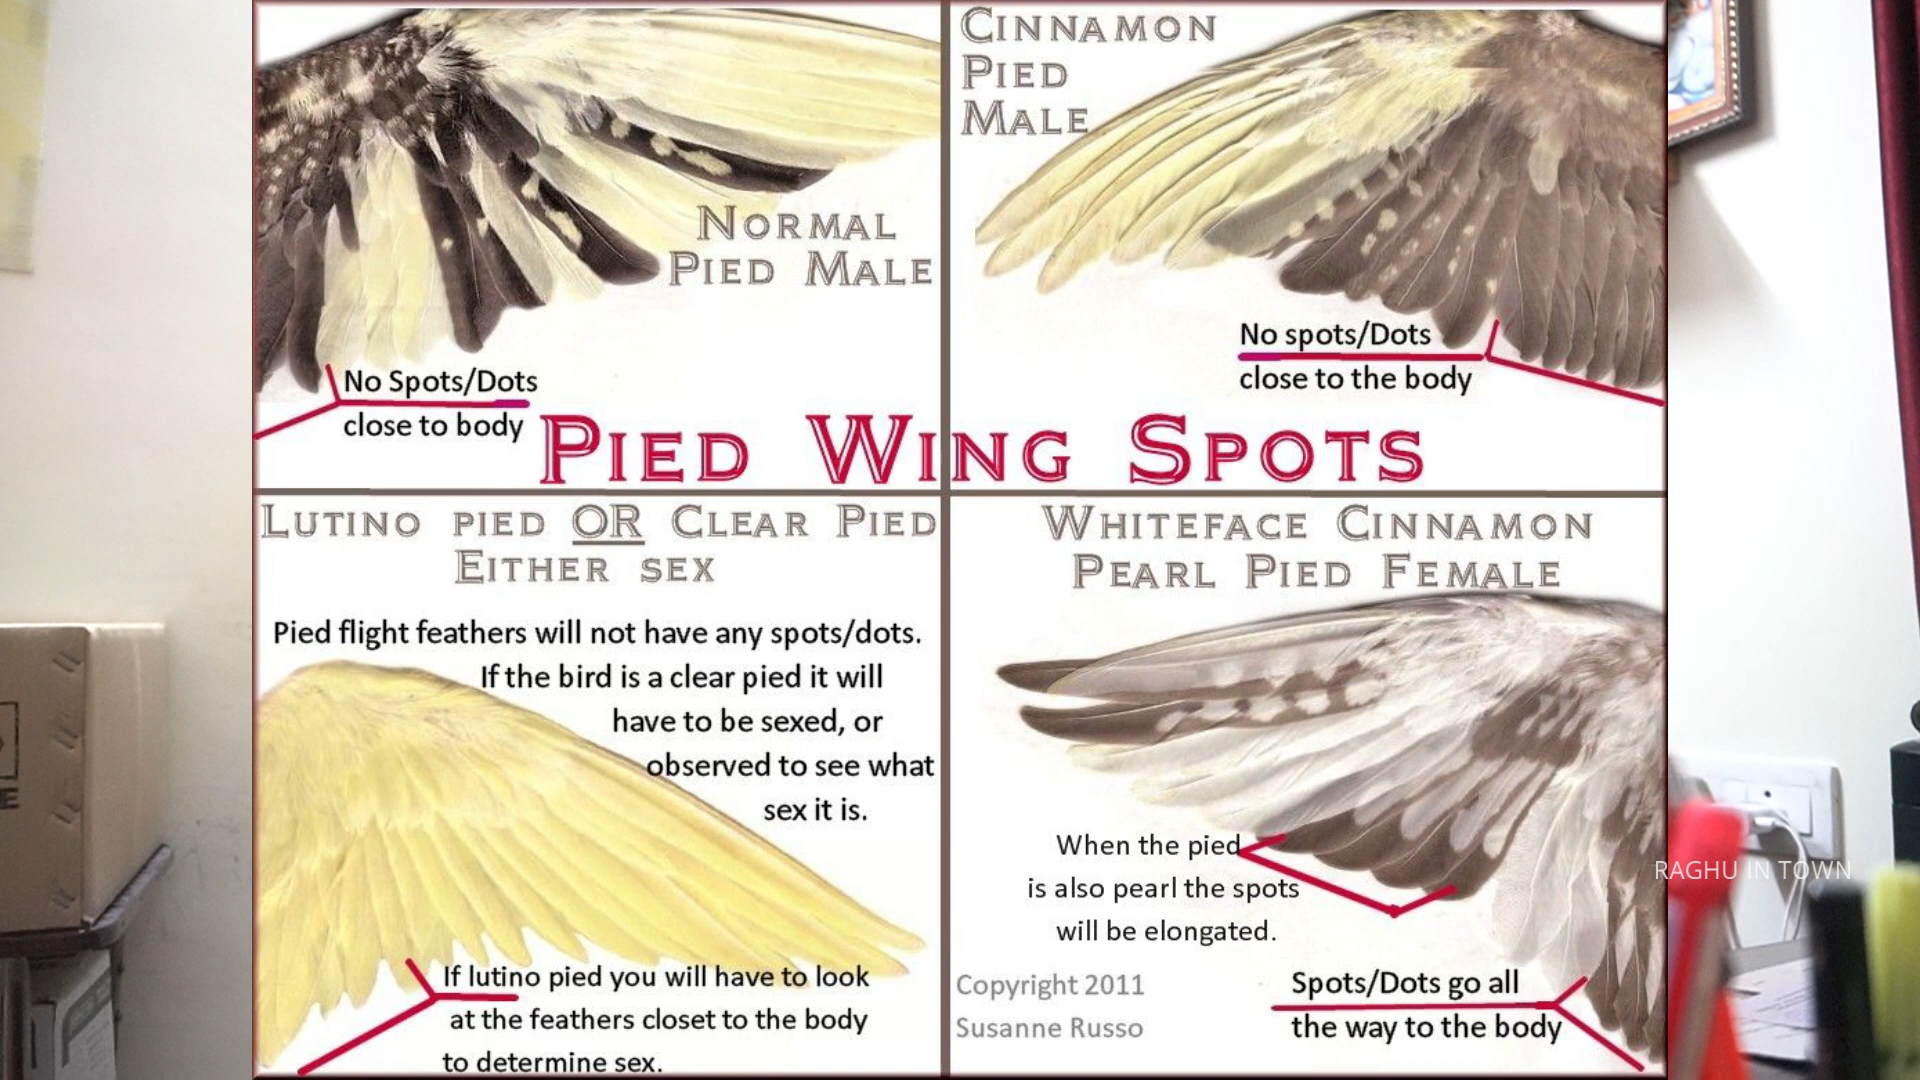 Normal
Pied Male
No Spots/Dots
close to body
Cinnamon
Pied
Male
No spots/Dots
close to the body
Pied Wing Spots
Lutino pied OR Clear Pied
Either sex
Pied flight feathers will not have any spots/dots.
If the bird is a clear pied it will
have to be sexed, or
observed to see what
sex it is.
If lutino pied you will have to look
at the feathers closet to the body
to determine sex.
Whiteface Cinnamon
Pearl Pied Female
When the pied
is also pearl the spots
will be elongated.
Spots/Dots go all
the way to the body
Copyright 2011
Susanne Russo
RAGHU IN TOWN